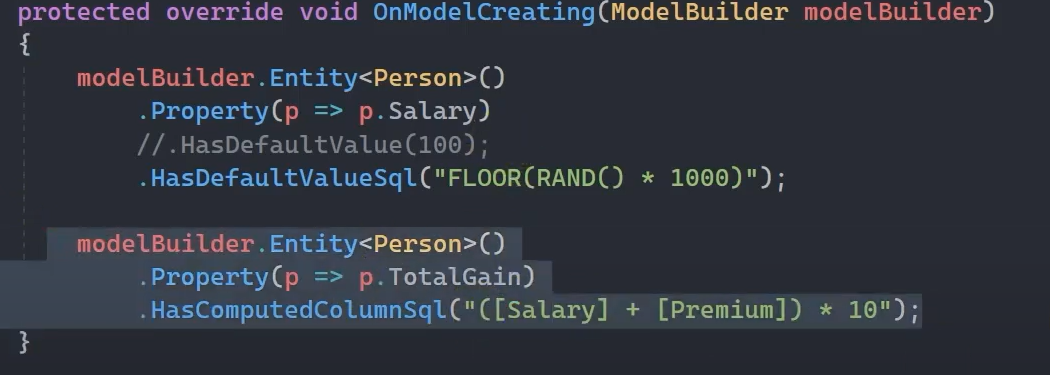 protected override void OnModelCreating(ModelBuilder modelBuilder)
{
    modelBuilder.Entity<Person>()
        .Property(p => p.Salary)
        //.HasDefaultValue(100);
        .HasDefaultValueSql("FLOOR(RAND() * 1000)");

    modelBuilder.Entity<Person>()
        .Property(p => p.TotalGain)
        .HasComputedColumnSql("([Salary] + [Premium]) * 10");
}